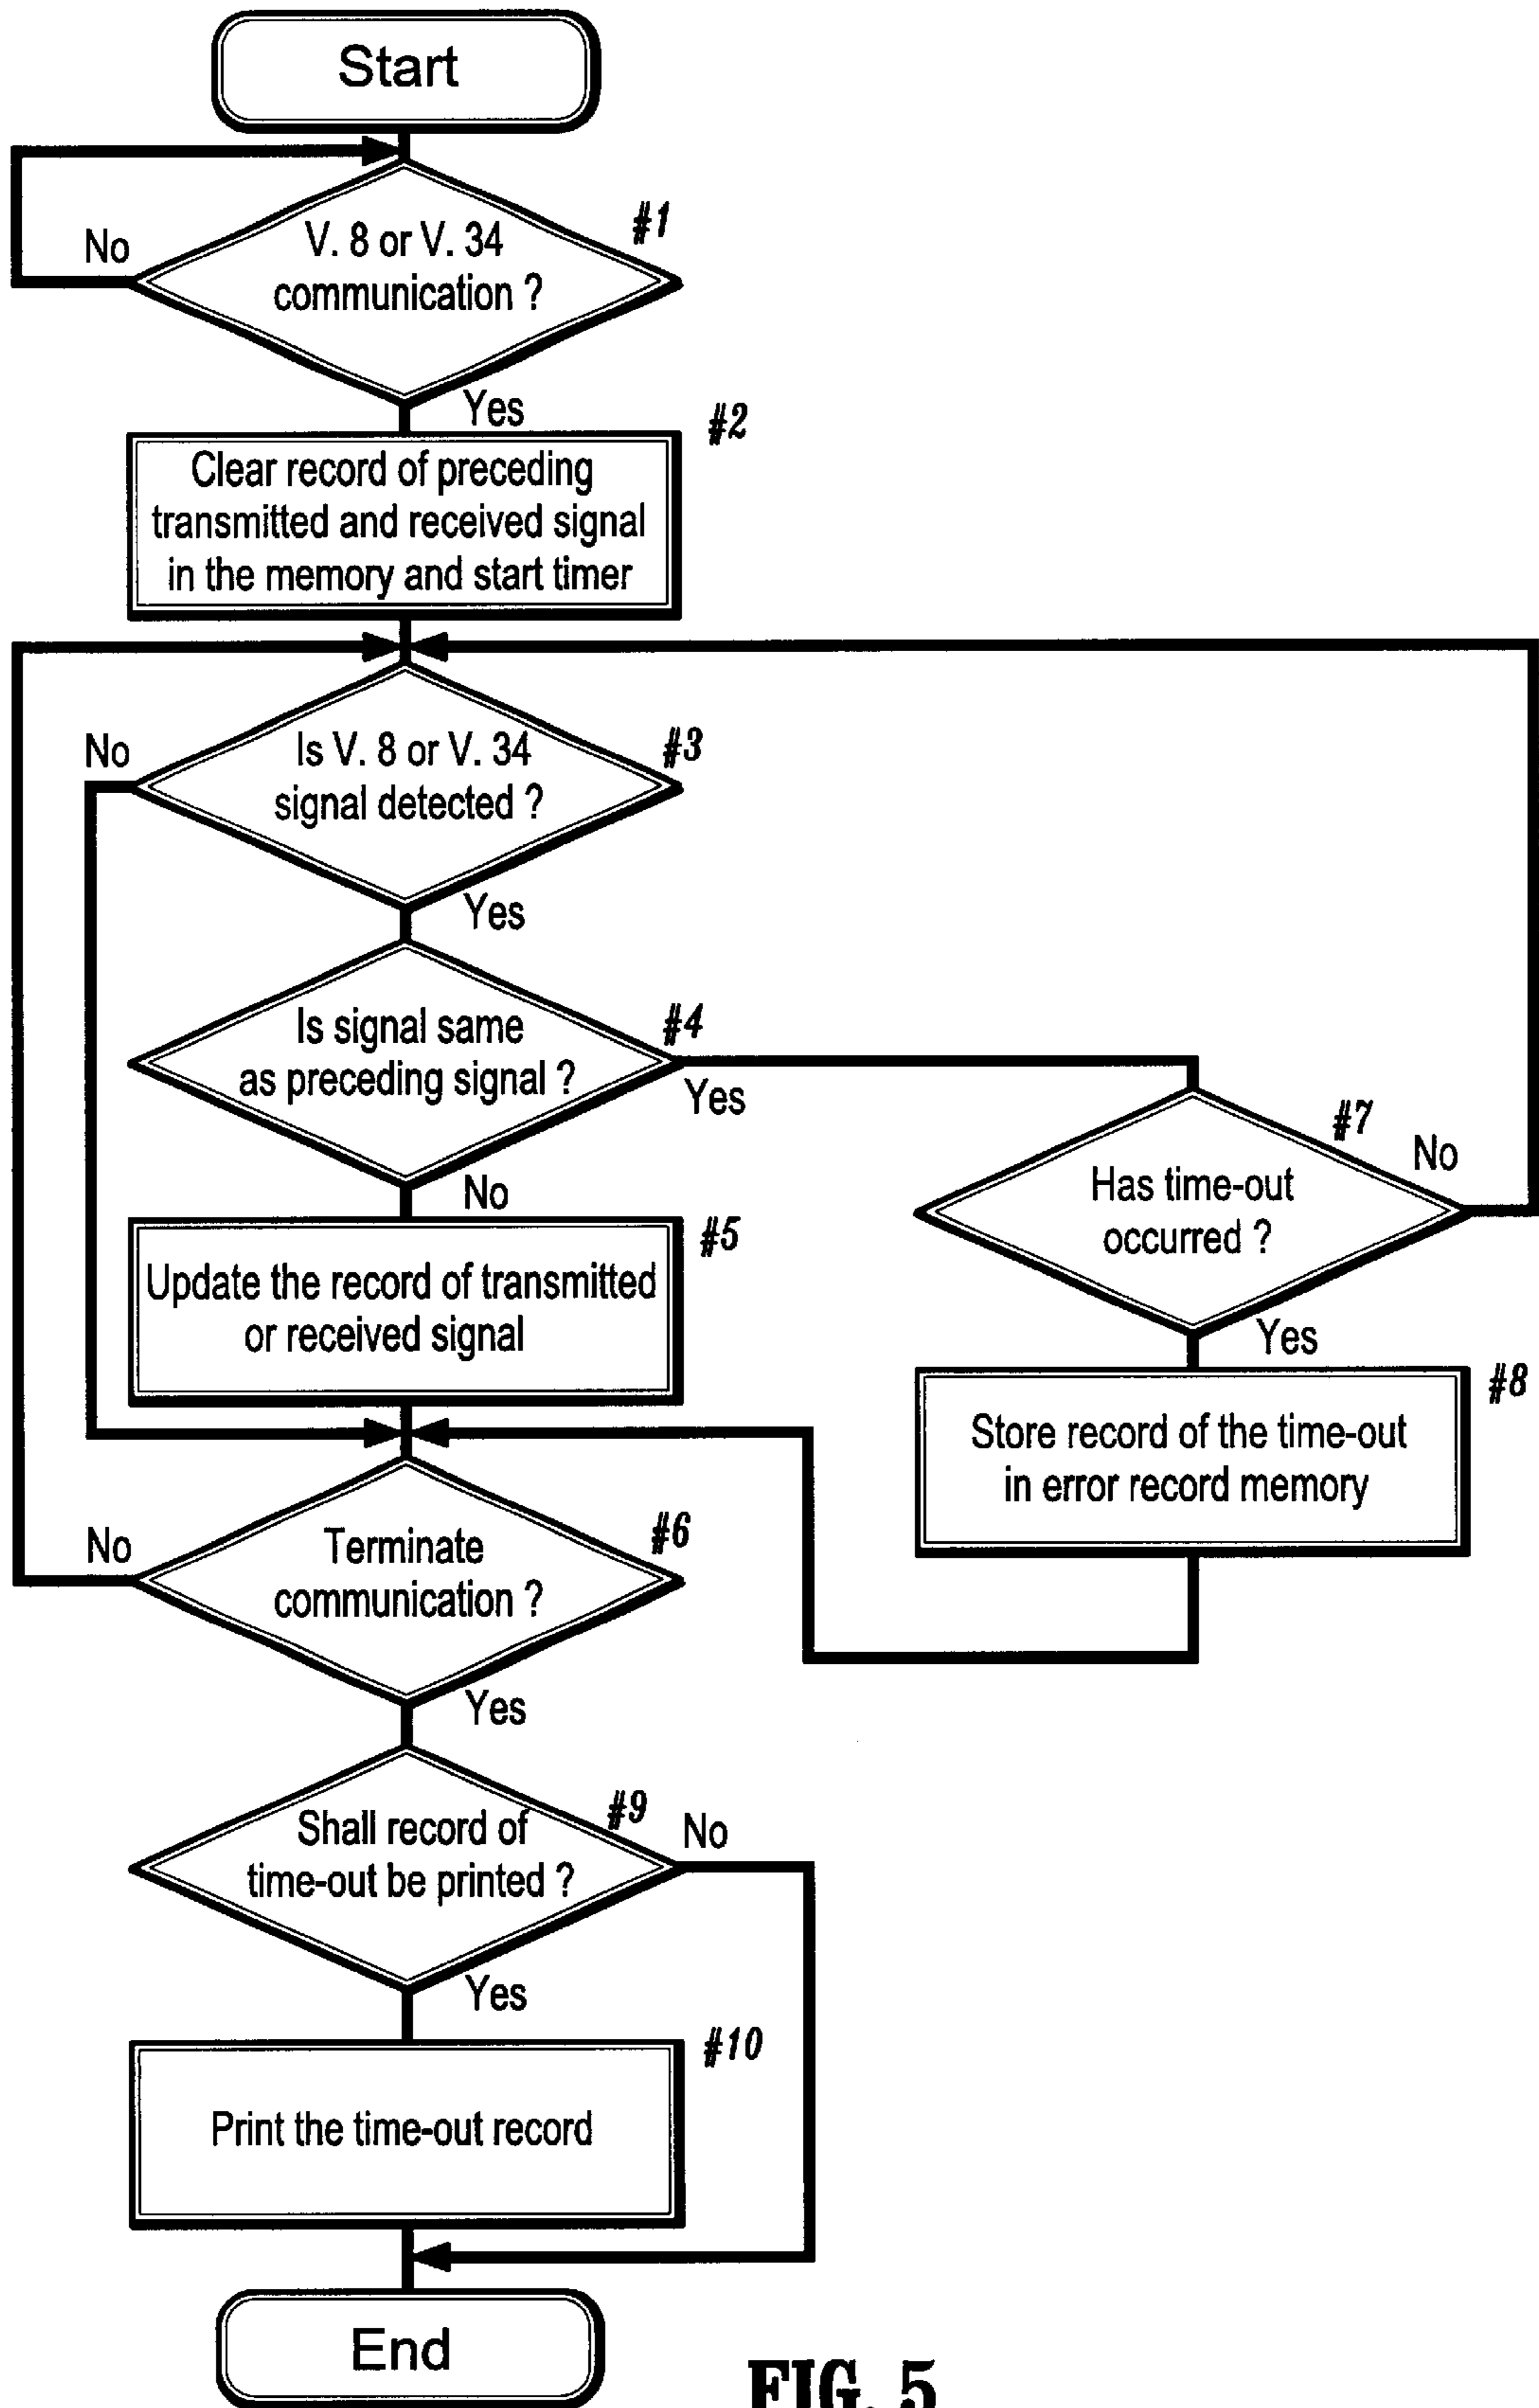 Start
No
V. 8 or V. 34
communication ?
#1
Yes
#2
Clear record of preceding
transmitted and received signal
in the memory and start timer
No
Is V. 8 or V. 34
signal detected ?
#3
Yes
Is signal same
as preceding signal ?
#4
Yes
No
#7
Has time-out
occurred ?
No
Yes
#5
Update the record of transmitted
or received signal
#8
Store record of the time-out
in error record memory
No
Terminate
communication ?
#6
Yes
Shall record of
time-out be printed ?
#9
No
Yes
#10
Print the time-out record
End
FIG. 5